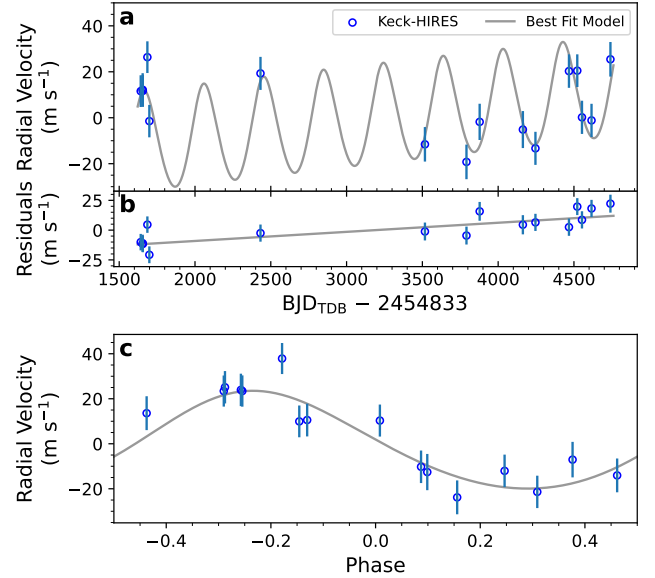 a
Keck-HIRES
Best Fit Model
40
20
0
−20
Radial Velocity
(m s⁻¹)
b
25
0
−25
Residuals
(m s⁻¹)
1500 2000 2500 3000 3500 4000 4500
BJD_TDB − 2454833
c
40
20
0
−20
Radial Velocity
(m s⁻¹)
−0.4 −0.2 0.0 0.2 0.4
Phase